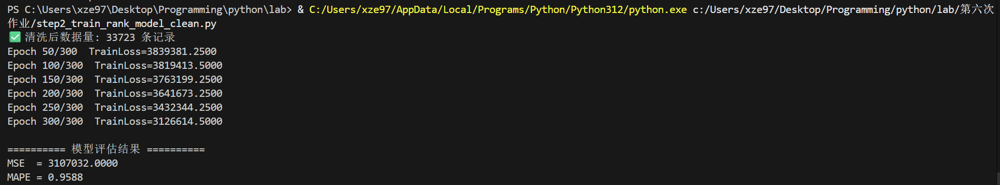 PS C:\Users\xze97\Desktop\Programming\python\lab> & C:/Users/xze97/AppData/Local/Programs/Python/Python312/python.exe c:/Users/xze97/Desktop/Programming/python/lab/第六次
作业/step2_train_rank_model_clean.py
✅ 清洗后数据量: 33723 条记录
Epoch 50/300  TrainLoss=3839381.2500
Epoch 100/300  TrainLoss=3819413.5000
Epoch 150/300  TrainLoss=3763199.2500
Epoch 200/300  TrainLoss=3641673.2500
Epoch 250/300  TrainLoss=3432344.2500
Epoch 300/300  TrainLoss=3126614.5000
========== 模型评估结果 ==========
MSE  = 3107032.0000
MAPE = 0.9588